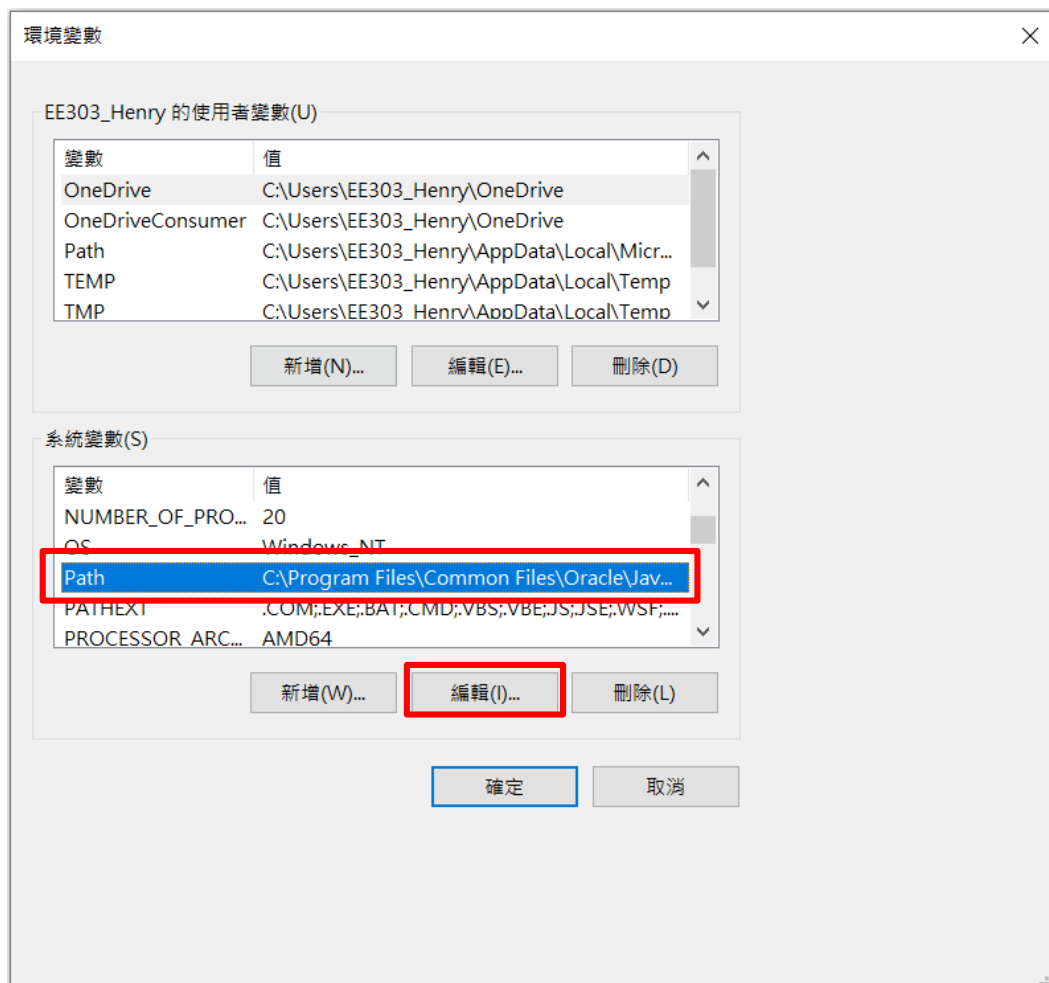 環境變數
EE303_Henry 的使用者變數(U)
變數 值
OneDrive C:\Users\EE303_Henry\OneDrive
OneDriveConsumer C:\Users\EE303_Henry\OneDrive
Path C:\Users\EE303_Henry\AppData\Local\Micr...
TEMP C:\Users\EE303_Henry\AppData\Local\Temp
TMP C:\Users\EE303_Henry\AppData\Local\Temp
新增(N)... 編輯(E)... 刪除(D)
系統變數(S)
變數 值
NUMBER_OF_PRO... 20
OS Windows_NT
Path C:\Program Files\Common Files\Oracle\Jav...
PATHEXT .COM;.EXE;.BAT;.CMD;.VBS;.VBE;.JS;.JSE;.WSF;....
PROCESSOR_ARC... AMD64
新增(W)... 編輯(I)... 刪除(L)
確定 取消